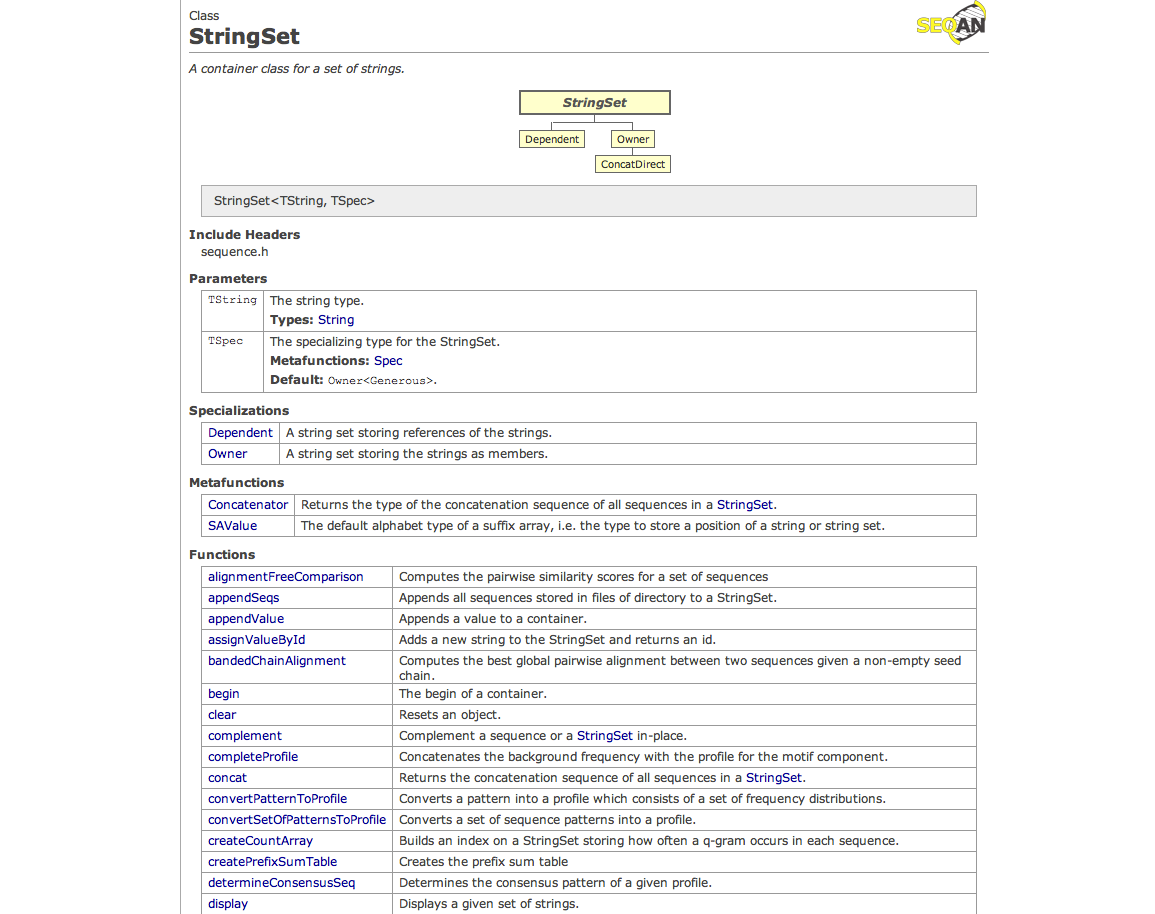 Class
StringSet
SEQAN
A container class for a set of strings.
StringSet
Dependent Owner
ConcatDirect
StringSet<TString, TSpec>
Include Headers
sequence.h
Parameters
TString The string type.
Types: String
TSpec The specializing type for the StringSet.
Metafunctions: Spec
Default: Owner<Generous>.
Specializations
Dependent A string set storing references of the strings.
Owner A string set storing the strings as members.
Metafunctions
Concatenator Returns the type of the concatenation sequence of all sequences in a StringSet.
SAValue The default alphabet type of a suffix array, i.e. the type to store a position of a string or string set.
Functions
alignmentFreeComparison Computes the pairwise similarity scores for a set of sequences
appendSeqs Appends all sequences stored in files of directory to a StringSet.
appendValue Appends a value to a container.
assignValueById Adds a new string to the StringSet and returns an id.
bandedChainAlignment Computes the best global pairwise alignment between two sequences given a non-empty seed
chain.
begin The begin of a container.
clear Resets an object.
complement Complement a sequence or a StringSet in-place.
completeProfile Concatenates the background frequency with the profile for the motif component.
concat Returns the concatenation sequence of all sequences in a StringSet.
convertPatternToProfile Converts a pattern into a profile which consists of a set of frequency distributions.
convertSetOfPatternsToProfile Converts a set of sequence patterns into a profile.
createCountArray Builds an index on a StringSet storing how often a q-gram occurs in each sequence.
createPrefixSumTable Creates the prefix sum table
determineConsensusSeq Determines the consensus pattern of a given profile.
display Displays a given set of strings.